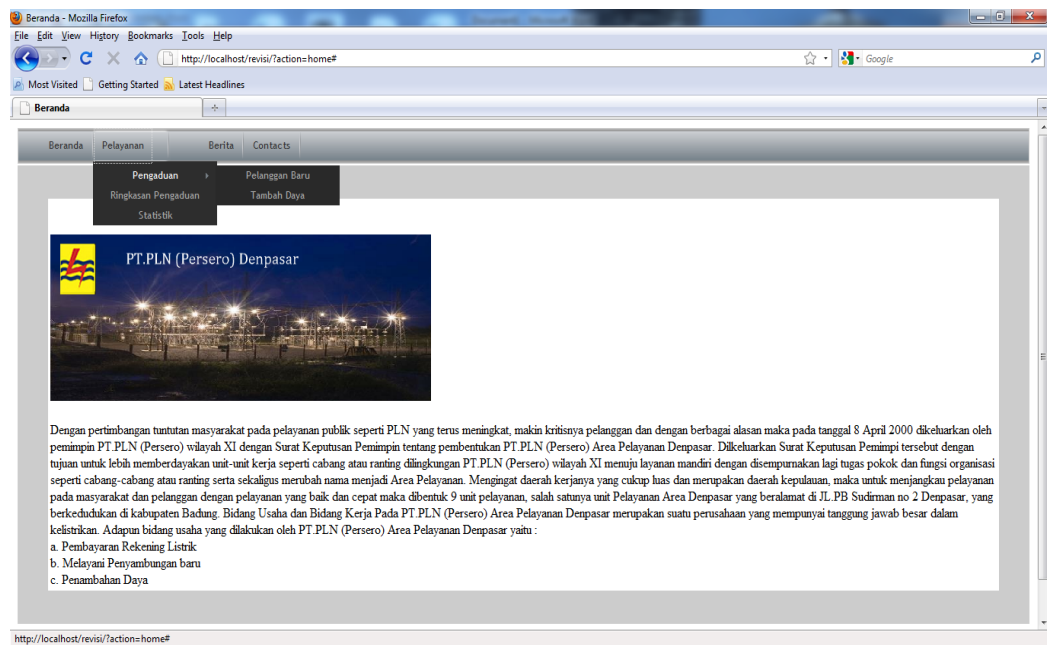 Beranda - Mozilla Firefox
File Edit View History Bookmarks Tools Help
http://localhost/revisi/?action=home#
Google
Most Visited Getting Started Latest Headlines
Beranda
Beranda Pelayanan Berita Contacts
Pengaduan Pelanggan Baru
Ringkasan Pengaduan Tambah Daya
Statistik
PT.PLN (Persero) Denpasar
Dengan pertimbangan tuntutan masyarakat pada pelayanan publik seperti PLN yang terus meningkat, makin kritisnya pelanggan dan dengan berbagai alasan maka pada tanggal 8 April 2000 dikeluarkan oleh
pemimpin PT.PLN (Persero) wilayah XI dengan Surat Keputusan Pemimpin tentang pembentukan PT.PLN (Persero) Area Pelayanan Denpasar. Dilkeluarkan Surat Keputusan Pemimpi tersebut dengan
tujuan untuk lebih memberdayakan unit-unit kerja seperti cabang atau ranting dilingkungan PT.PLN (Persero) wilayah XI menuju layanan mandiri dengan disempurnakan lagi tugas pokok dan fungsi organisasi
seperti cabang-cabang atau ranting serta sekaligus merubah nama menjadi Area Pelayanan. Mengingat daerah kerjanya yang cukup luas dan merupakan daerah kepulauan, maka untuk menjangkau pelayanan
pada masyarakat dan pelanggan dengan pelayanan yang baik dan cepat maka dibentuk 9 unit pelayanan, salah satunya unit Pelayanan Area Denpasar yang beralamat di JL.PB Sudirman no 2 Denpasar, yang
berkedudukan di kabupaten Badung. Bidang Usaha dan Bidang Kerja Pada PT.PLN (Persero) Area Pelayanan Denpasar merupakan suatu perusahaan yang mempunyai tanggung jawab besar dalam
kelistrikan. Adapun bidang usaha yang dilakukan oleh PT.PLN (Persero) Area Pelayanan Denpasar yaitu :
a. Pembayaran Rekening Listrik
b. Melayani Penyambungan baru
c. Penambahan Daya
http://localhost/revisi/?action=home#